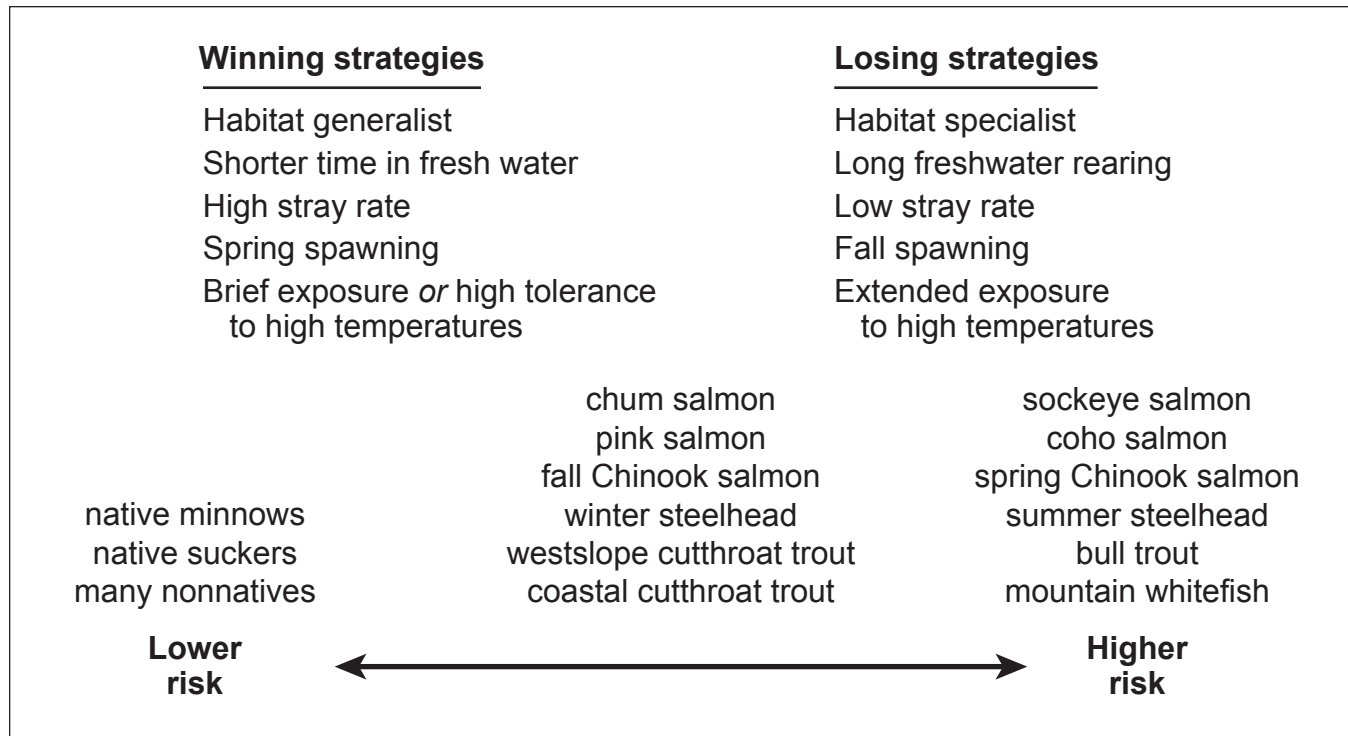 Winning strategies
Habitat generalist
Shorter time in fresh water
High stray rate
Spring spawning
Brief exposure or high tolerance
to high temperatures
Losing strategies
Habitat specialist
Long freshwater rearing
Low stray rate
Fall spawning
Extended exposure
to high temperatures
native minnows
native suckers
many nonnatives
chum salmon
pink salmon
fall Chinook salmon
winter steelhead
westslope cutthroat trout
coastal cutthroat trout
sockeye salmon
coho salmon
spring Chinook salmon
summer steelhead
bull trout
mountain whitefish
Lower
risk
Higher
risk